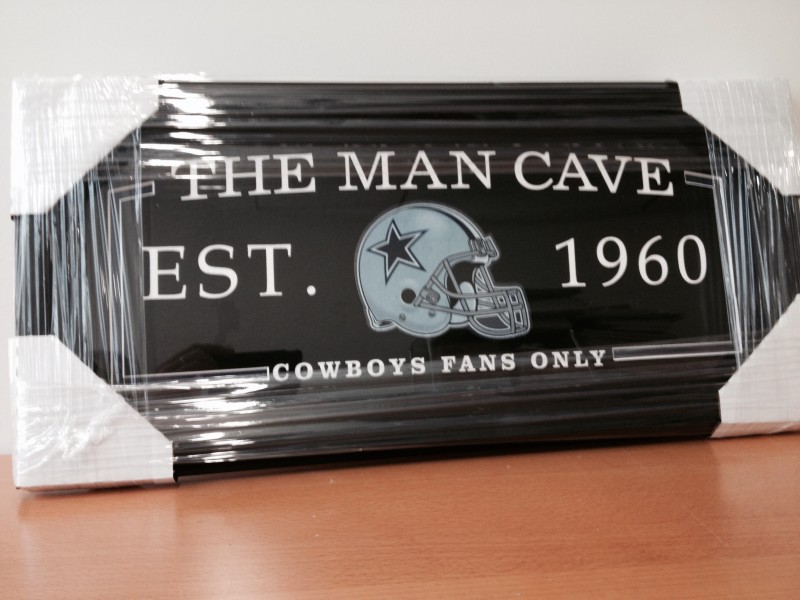 THE MAN CAVE
EST. 1960
COWBOYS FANS ONLY